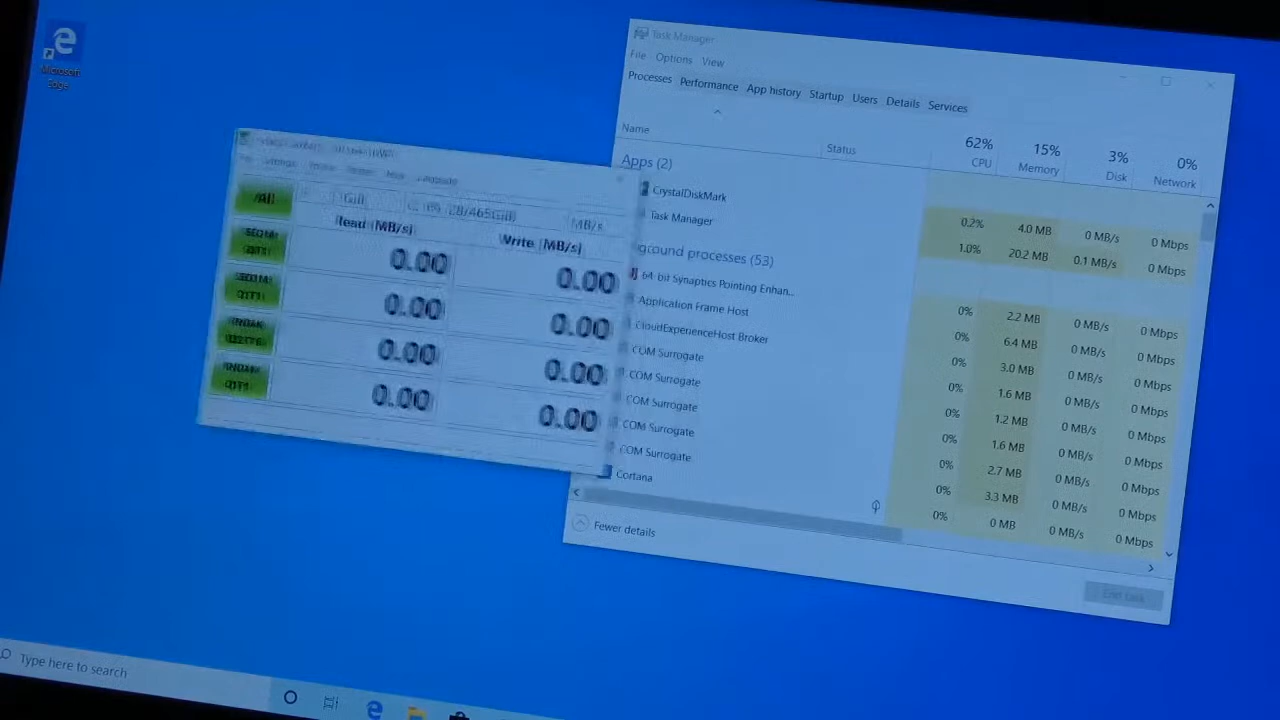 Microsoft
Edge
Task Manager
File Options View
Processes Performance App history Startup Users Details Services
62% 15% 3% 0%
Name Status CPU Memory Disk Network
Apps (2)
CrystalDiskMark 0.2% 4.0 MB 0 MB/s 0 Mbps
Task Manager 1.0% 20.2 MB 0.1 MB/s 0 Mbps
ground processes (53)
64-bit Synaptics Pointing Enhan... 0% 2.2 MB 0 MB/s 0 Mbps
Application Frame Host 0% 6.4 MB 0 MB/s 0 Mbps
CloudExperienceHost Broker 0% 3.0 MB 0 MB/s 0 Mbps
COM Surrogate 0% 1.6 MB 0 MB/s 0 Mbps
COM Surrogate 0% 1.2 MB 0 MB/s 0 Mbps
COM Surrogate 0% 1.6 MB 0 MB/s 0 Mbps
COM Surrogate 0% 2.7 MB 0 MB/s 0 Mbps
COM Surrogate 0% 3.3 MB 0 MB/s 0 Mbps
Cortana 0% 0 MB 0 MB/s 0 Mbps
Fewer details
End task
Settings
All MB/s
Read [MB/s] Write [MB/s]
0.00 0.00
0.00 0.00
0.00 0.00
0.00 0.00
Type here to search